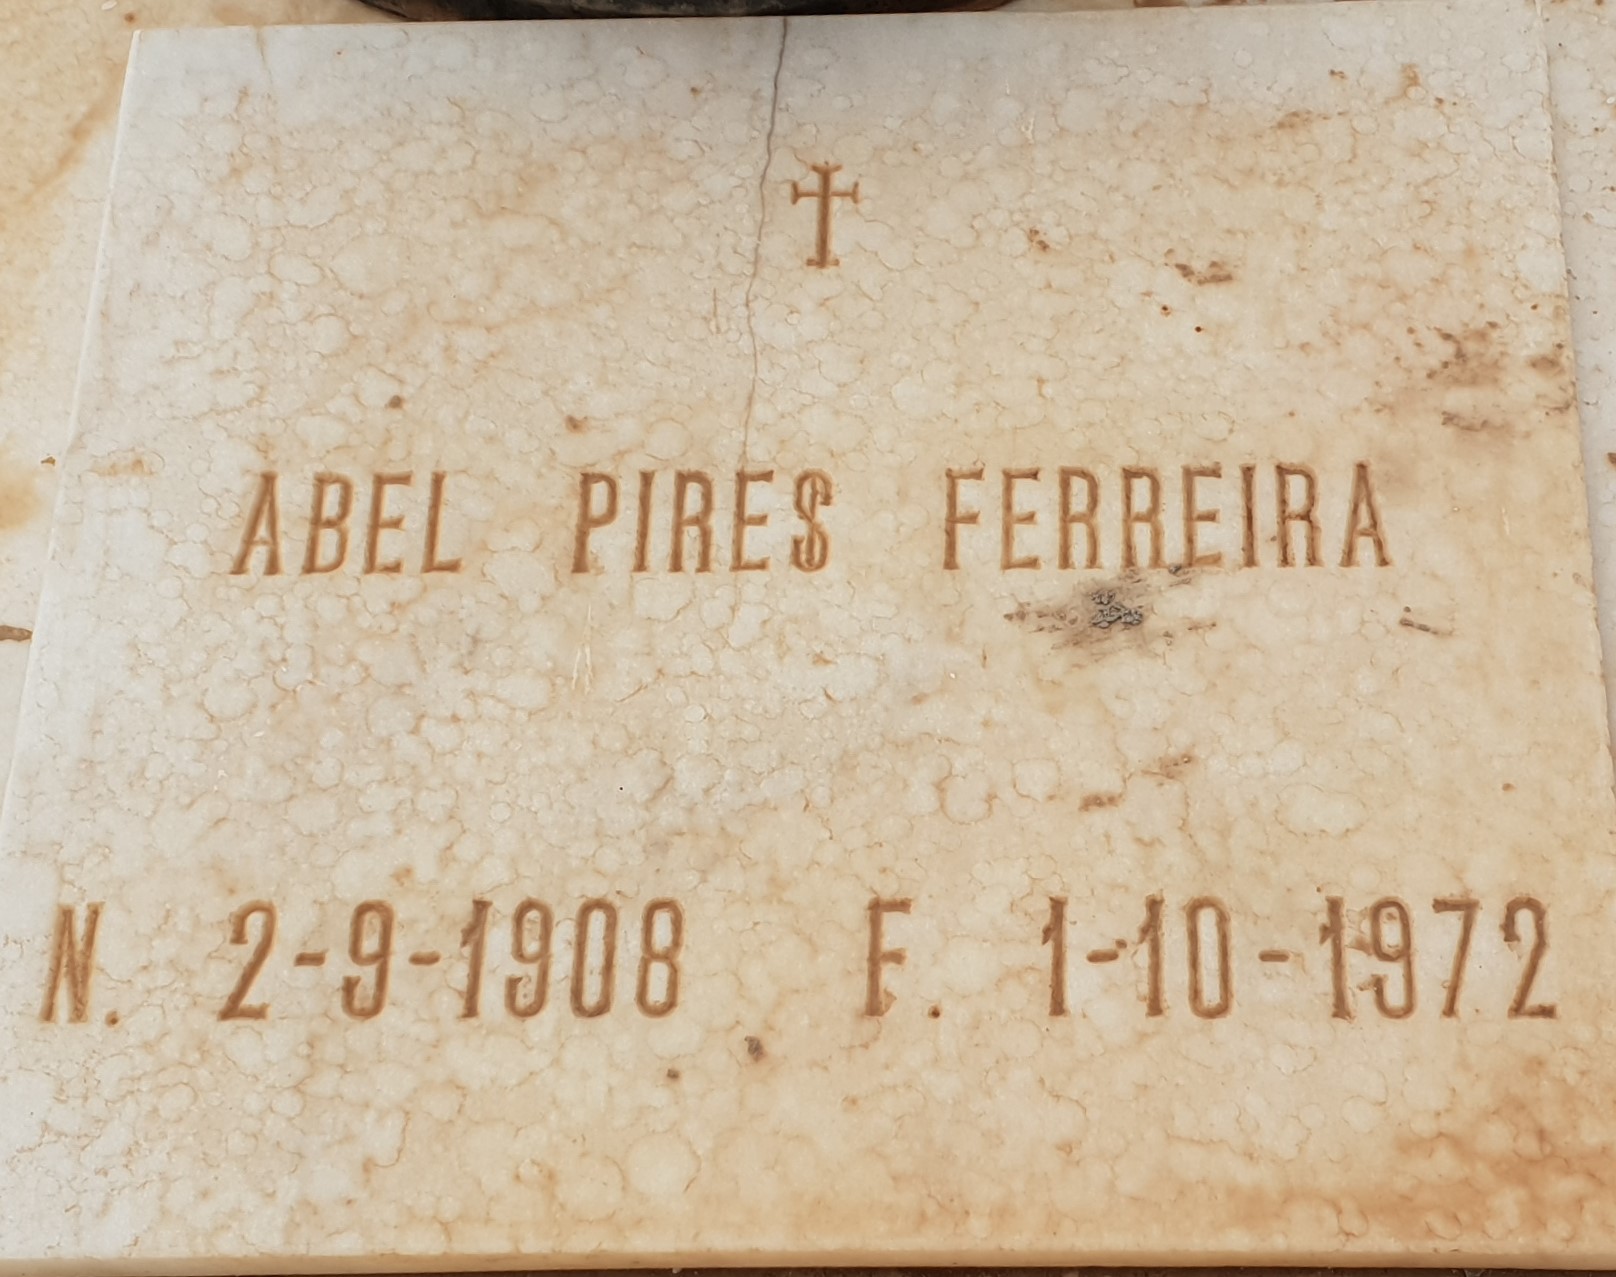 ABEL PIRES FERREIRA
N. 2-9-1908 F. 1-10-1972